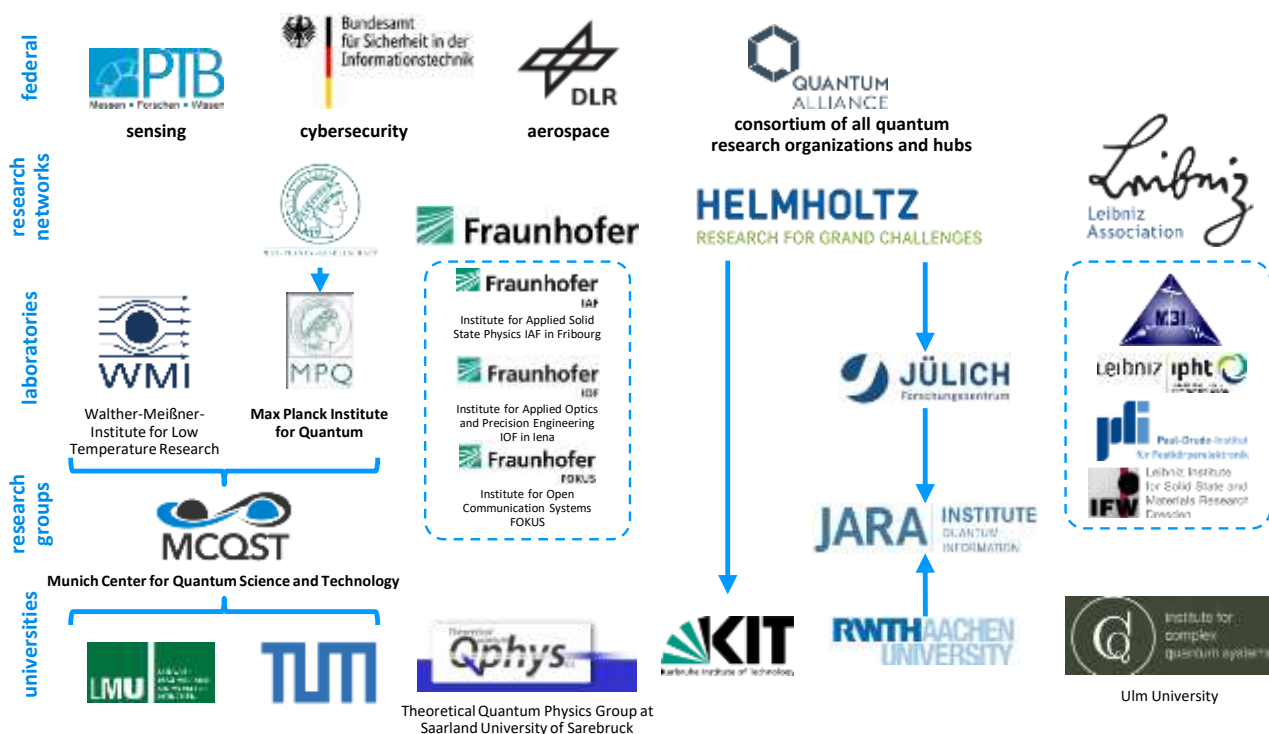 federal
PTB
Messen • Forschen • Wissen
sensing
Bundesamt
für Sicherheit in der
Informationstechnik
cybersecurity
DLR
aerospace
QUANTUM
ALLIANCE
consortium of all quantum
research organizations and hubs
research
networks
Fraunhofer
HELMHOLTZ
RESEARCH FOR GRAND CHALLENGES
Leibniz
Leibniz
Association
laboratories
WMI
Walther-Meißner-
Institute for Low
Temperature Research
MPQ
Max Planck Institute
for Quantum
Fraunhofer
IAF
Institute for Applied Solid
State Physics IAF in Fribourg
Fraunhofer
IOF
Institute for Applied Optics
and Precision Engineering
IOF in Iena
Fraunhofer
FOKUS
Institute for Open
Communication Systems
FOKUS
JÜLICH
Forschungszentrum
MBI
Leibniz ipht
pdi
Paul-Drude-Institut
für Festkörperelektronik
IFW
Leibniz Institute
for Solid State and
Materials Research
Dresden
research
groups
MCQST
Munich Center for Quantum Science and Technology
JARA
INSTITUTE
QUANTUM
INFORMATION
universities
LMU
TUM
Theoretical
Qphys
Theoretical Quantum Physics Group at
Saarland University of Sarebruck
KIT
Karlsruhe Institute of Technology
RWTH AACHEN
UNIVERSITY
institute for
complex
quantum systems
Ulm University